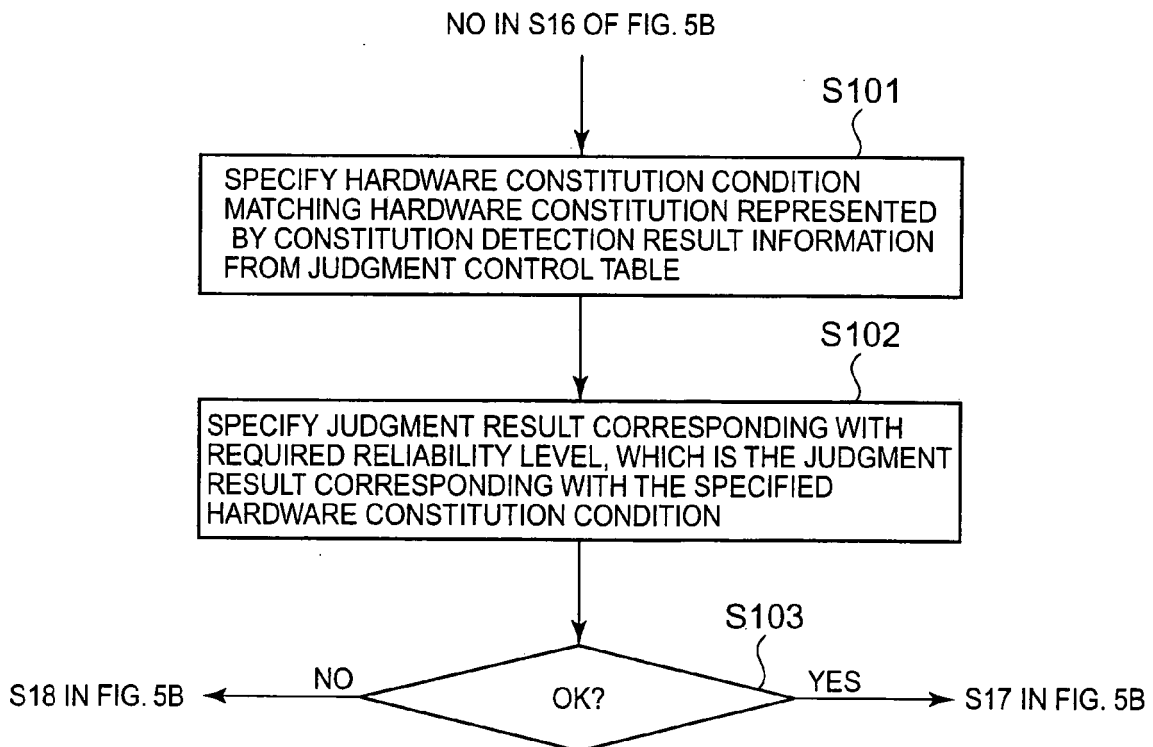 NO IN S16 OF FIG. 5B
S101
SPECIFY HARDWARE CONSTITUTION CONDITION
MATCHING HARDWARE CONSTITUTION REPRESENTED
BY CONSTITUTION DETECTION RESULT INFORMATION
FROM JUDGMENT CONTROL TABLE
S102
SPECIFY JUDGMENT RESULT CORRESPONDING WITH
REQUIRED RELIABILITY LEVEL, WHICH IS THE JUDGMENT
RESULT CORRESPONDING WITH THE SPECIFIED
HARDWARE CONSTITUTION CONDITION
S103
S18 IN FIG. 5B
NO
OK?
YES
S17 IN FIG. 5B